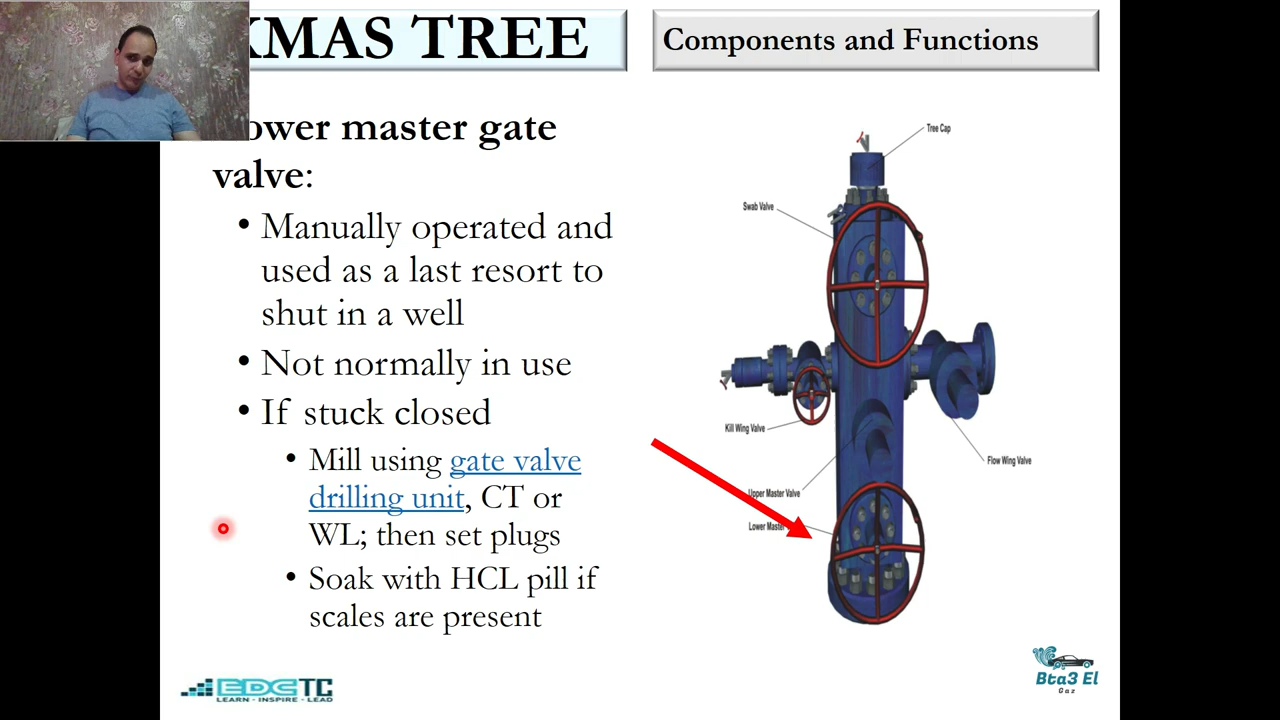 XMAS TREE
Components and Functions
ower master gate
valve:
• Manually operated and
used as a last resort to
shut in a well
• Not normally in use
• If stuck closed
• Mill using gate valve
drilling unit, CT or
WL; then set plugs
• Soak with HCL pill if
scales are present
Tree Cap
Swab Valve
Kill Wing Valve
Flow Wing Valve
Upper Master Valve
Lower Master
EDCTC
LEARN - INSPIRE - LEAD
Bta3 El
Gaz